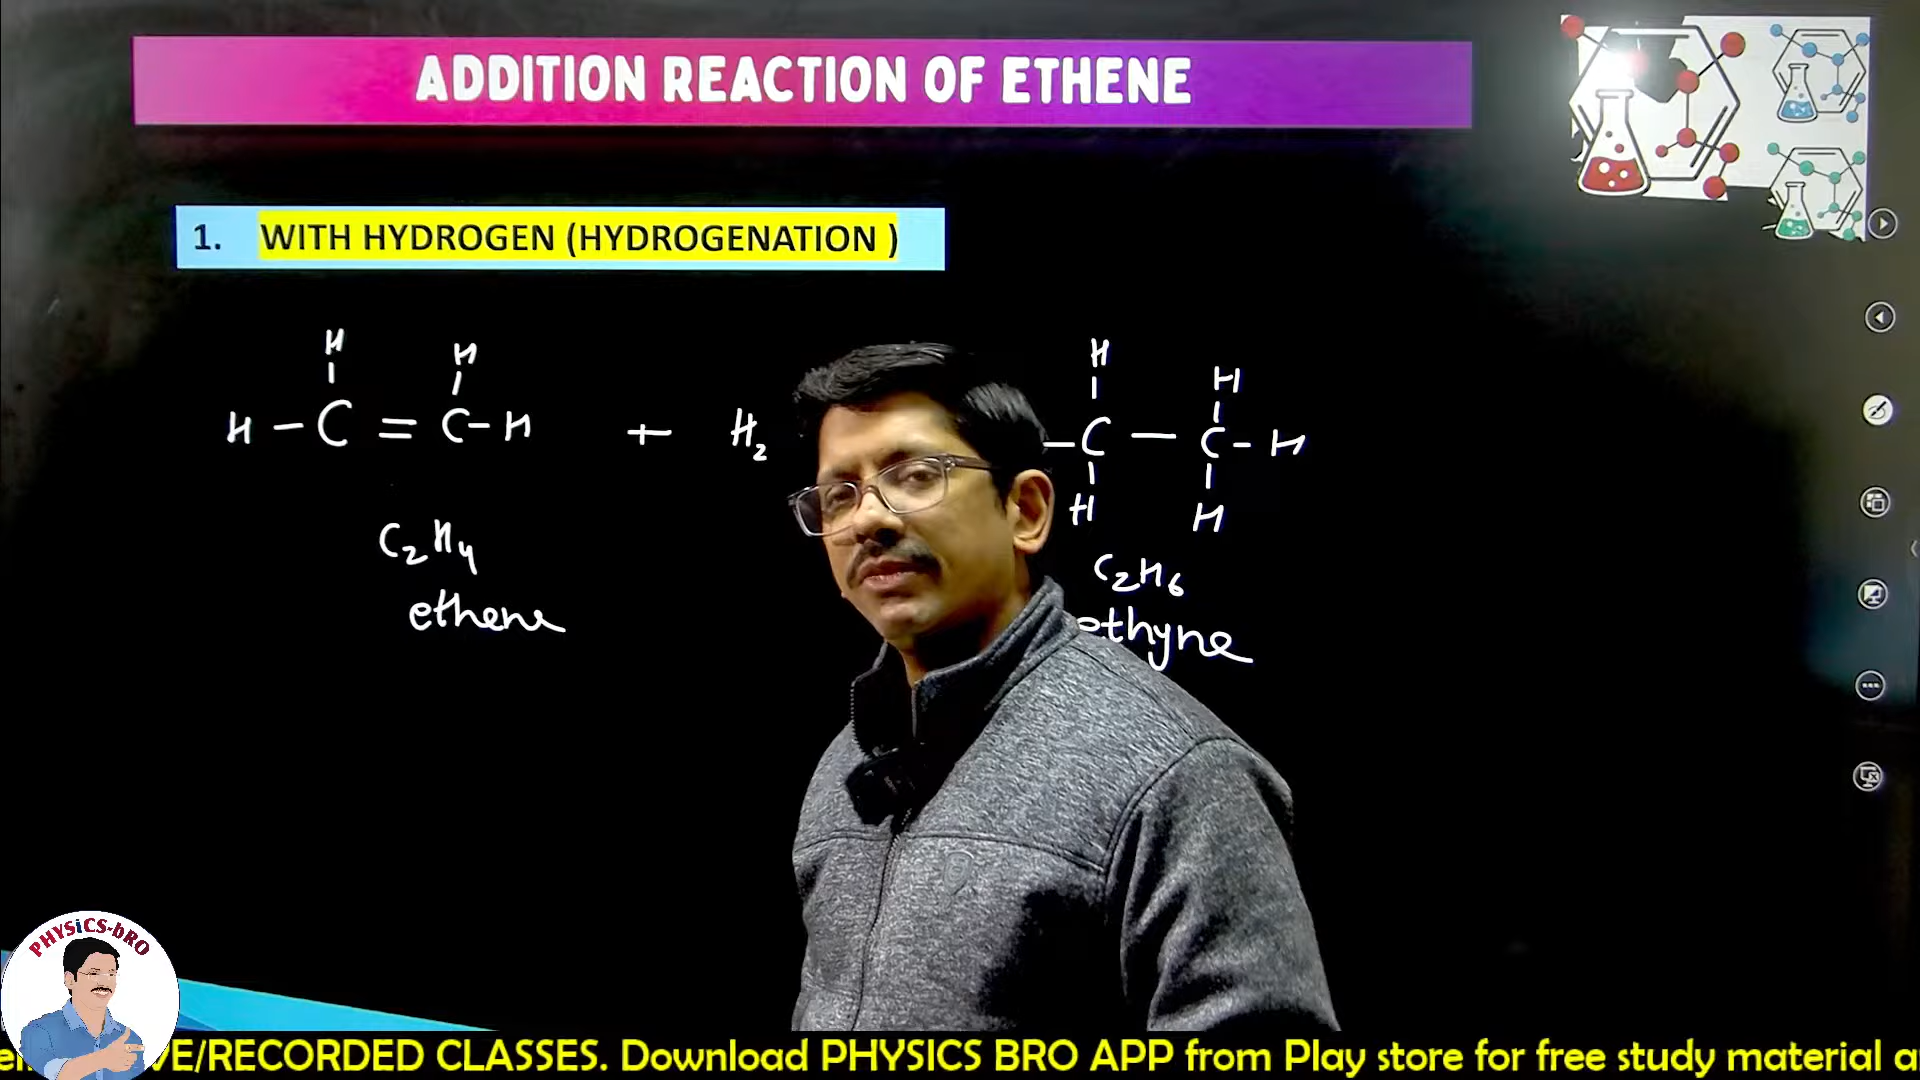 ADDITION REACTION OF ETHENE
1. WITH HYDROGEN (HYDROGENATION )
H H
H – C = C – H + H₂
C₂H₄
ethene
H H
– C — C – H
H H
C₂H₆
ethyne
PHYSiCS-bRO
VE/RECORDED CLASSES. Download PHYSICS BRO APP from Play store for free study material a